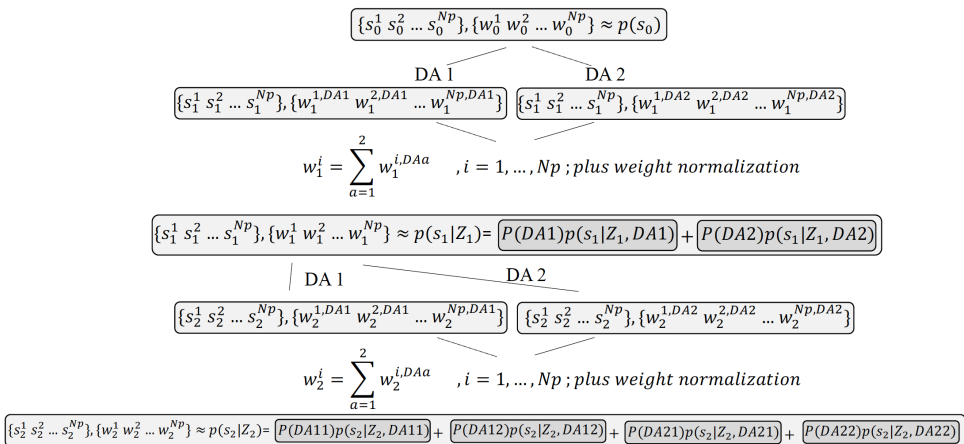 {s_0^1 s_0^2 … s_0^{Np}},{w_0^1 w_0^2 … w_0^{Np}} ≈ p(s_0)
DA 1 DA 2
{s_1^1 s_1^2 … s_1^{Np}},{w_1^{1,DA1} w_1^{2,DA1} … w_1^{Np,DA1}} {s_1^1 s_1^2 … s_1^{Np}},{w_1^{1,DA2} w_1^{2,DA2} … w_1^{Np,DA2}}
w_1^i = \sum_{a=1}^{2} w_1^{i,DAa} , i = 1, … , Np ; plus weight normalization
{s_1^1 s_1^2 … s_1^{Np}},{w_1^1 w_1^2 … w_1^{Np}} ≈ p(s_1|Z_1)= P(DA1)p(s_1|Z_1, DA1) + P(DA2)p(s_1|Z_1, DA2)
DA 1 DA 2
{s_2^1 s_2^2 … s_2^{Np}},{w_2^{1,DA1} w_2^{2,DA1} … w_2^{Np,DA1}} {s_2^1 s_2^2 … s_2^{Np}},{w_2^{1,DA2} w_2^{2,DA2} … w_2^{Np,DA2}}
w_2^i = \sum_{a=1}^{2} w_2^{i,DAa} , i = 1, … , Np ; plus weight normalization
{s_2^1 s_2^2 … s_2^{Np}},{w_2^1 w_2^2 … w_2^{Np}} ≈ p(s_2|Z_2)= P(DA11)p(s_2|Z_2, DA11) + P(DA12)p(s_2|Z_2, DA12) + P(DA21)p(s_2|Z_2, DA21) + P(DA22)p(s_2|Z_2, DA22)